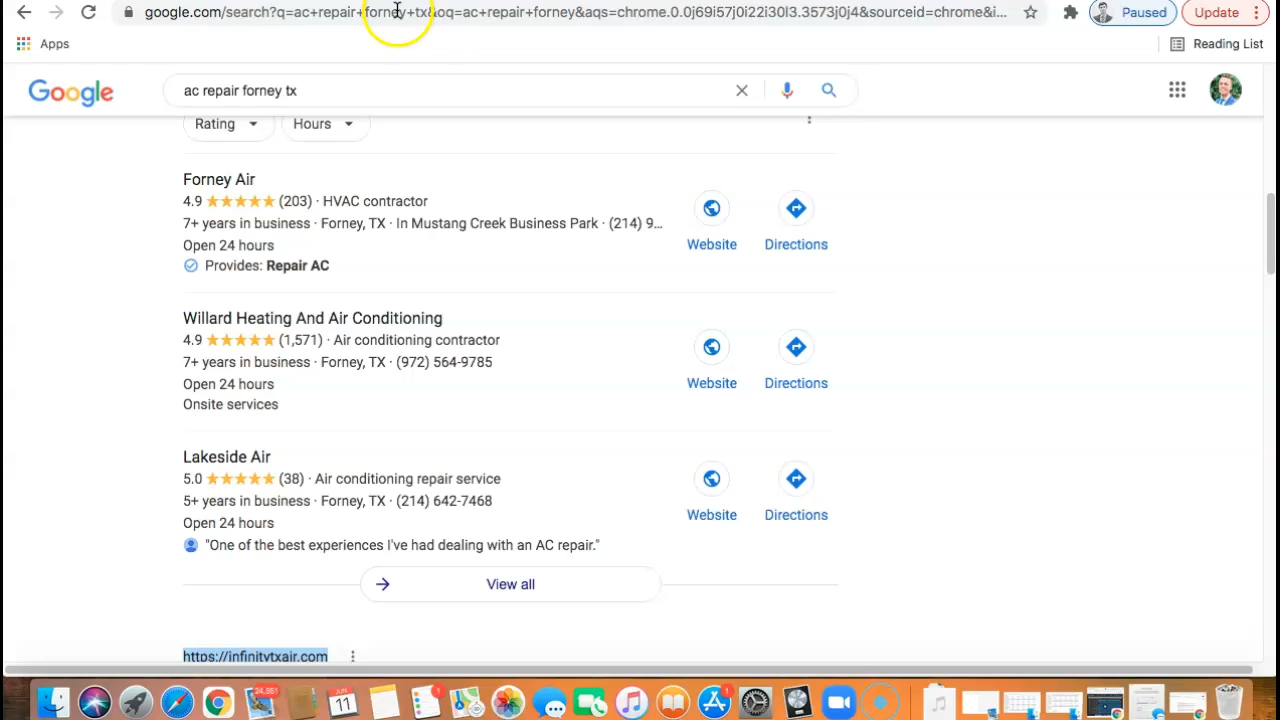 google.com/search?q=ac+repair+forney+tx&oq=ac+repair+forney&aqs=chrome.0.0j69i57j0i22i30l3.3573j0j4&sourceid=chrome&i...
Paused
Update
Apps
Reading List
Google
ac repair forney tx
Rating
Hours
Forney Air
4.9 (203) · HVAC contractor
7+ years in business · Forney, TX · In Mustang Creek Business Park · (214) 9...
Open 24 hours
Provides: Repair AC
Website
Directions
Willard Heating And Air Conditioning
4.9 (1,571) · Air conditioning contractor
7+ years in business · Forney, TX · (972) 564-9785
Open 24 hours
Onsite services
Website
Directions
Lakeside Air
5.0 (38) · Air conditioning repair service
5+ years in business · Forney, TX · (214) 642-7468
Open 24 hours
"One of the best experiences I've had dealing with an AC repair."
Website
Directions
View all
https://infinitytxair.com
24,351
JUN
11
1
1